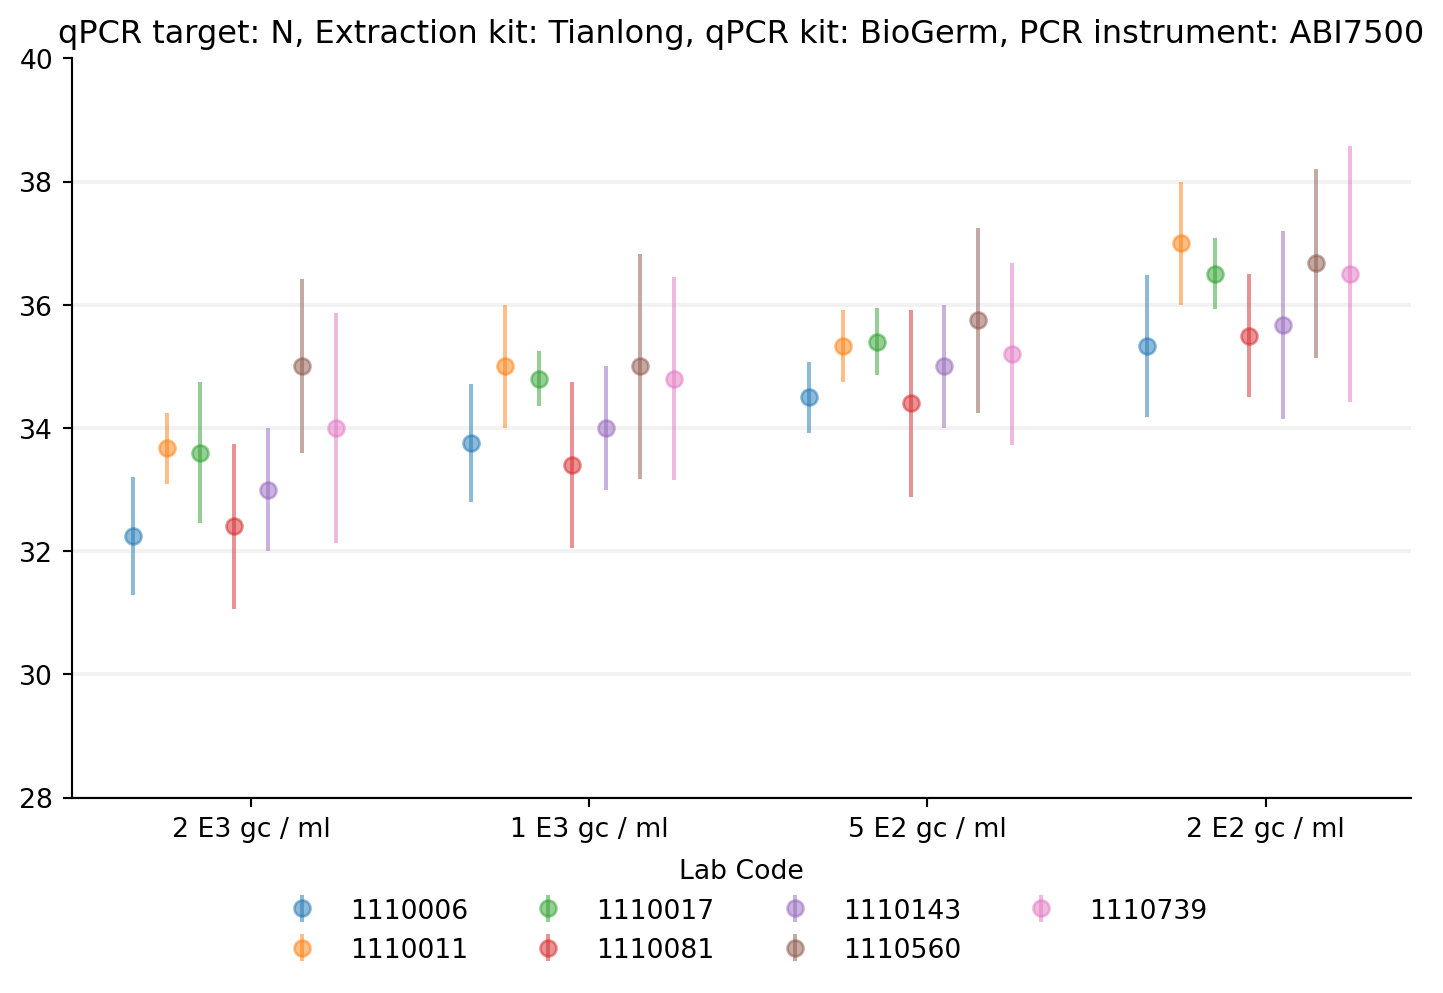 qPCR target: N, Extraction kit: Tianlong, qPCR kit: BioGerm, PCR instrument: ABI7500
40
38
36
34
32
30
28
2 E3 gc / ml
1 E3 gc / ml
5 E2 gc / ml
2 E2 gc / ml
Lab Code
1110006
1110017
1110143
1110739
1110011
1110081
1110560